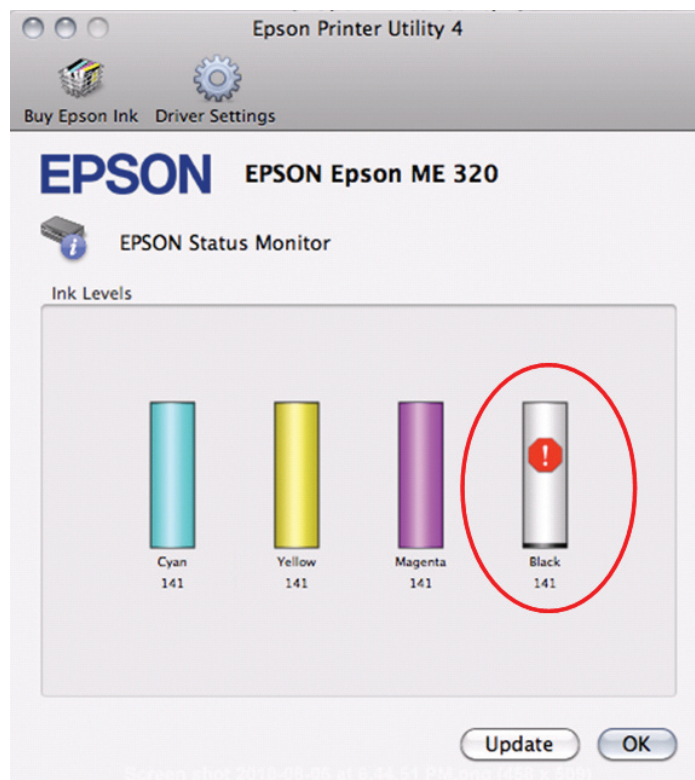 Epson Printer Utility 4
Buy Epson Ink Driver Settings
EPSON EPSON Epson ME 320
EPSON Status Monitor
Ink Levels
!
Cyan Yellow Magenta Black
141 141 141 141
Update OK